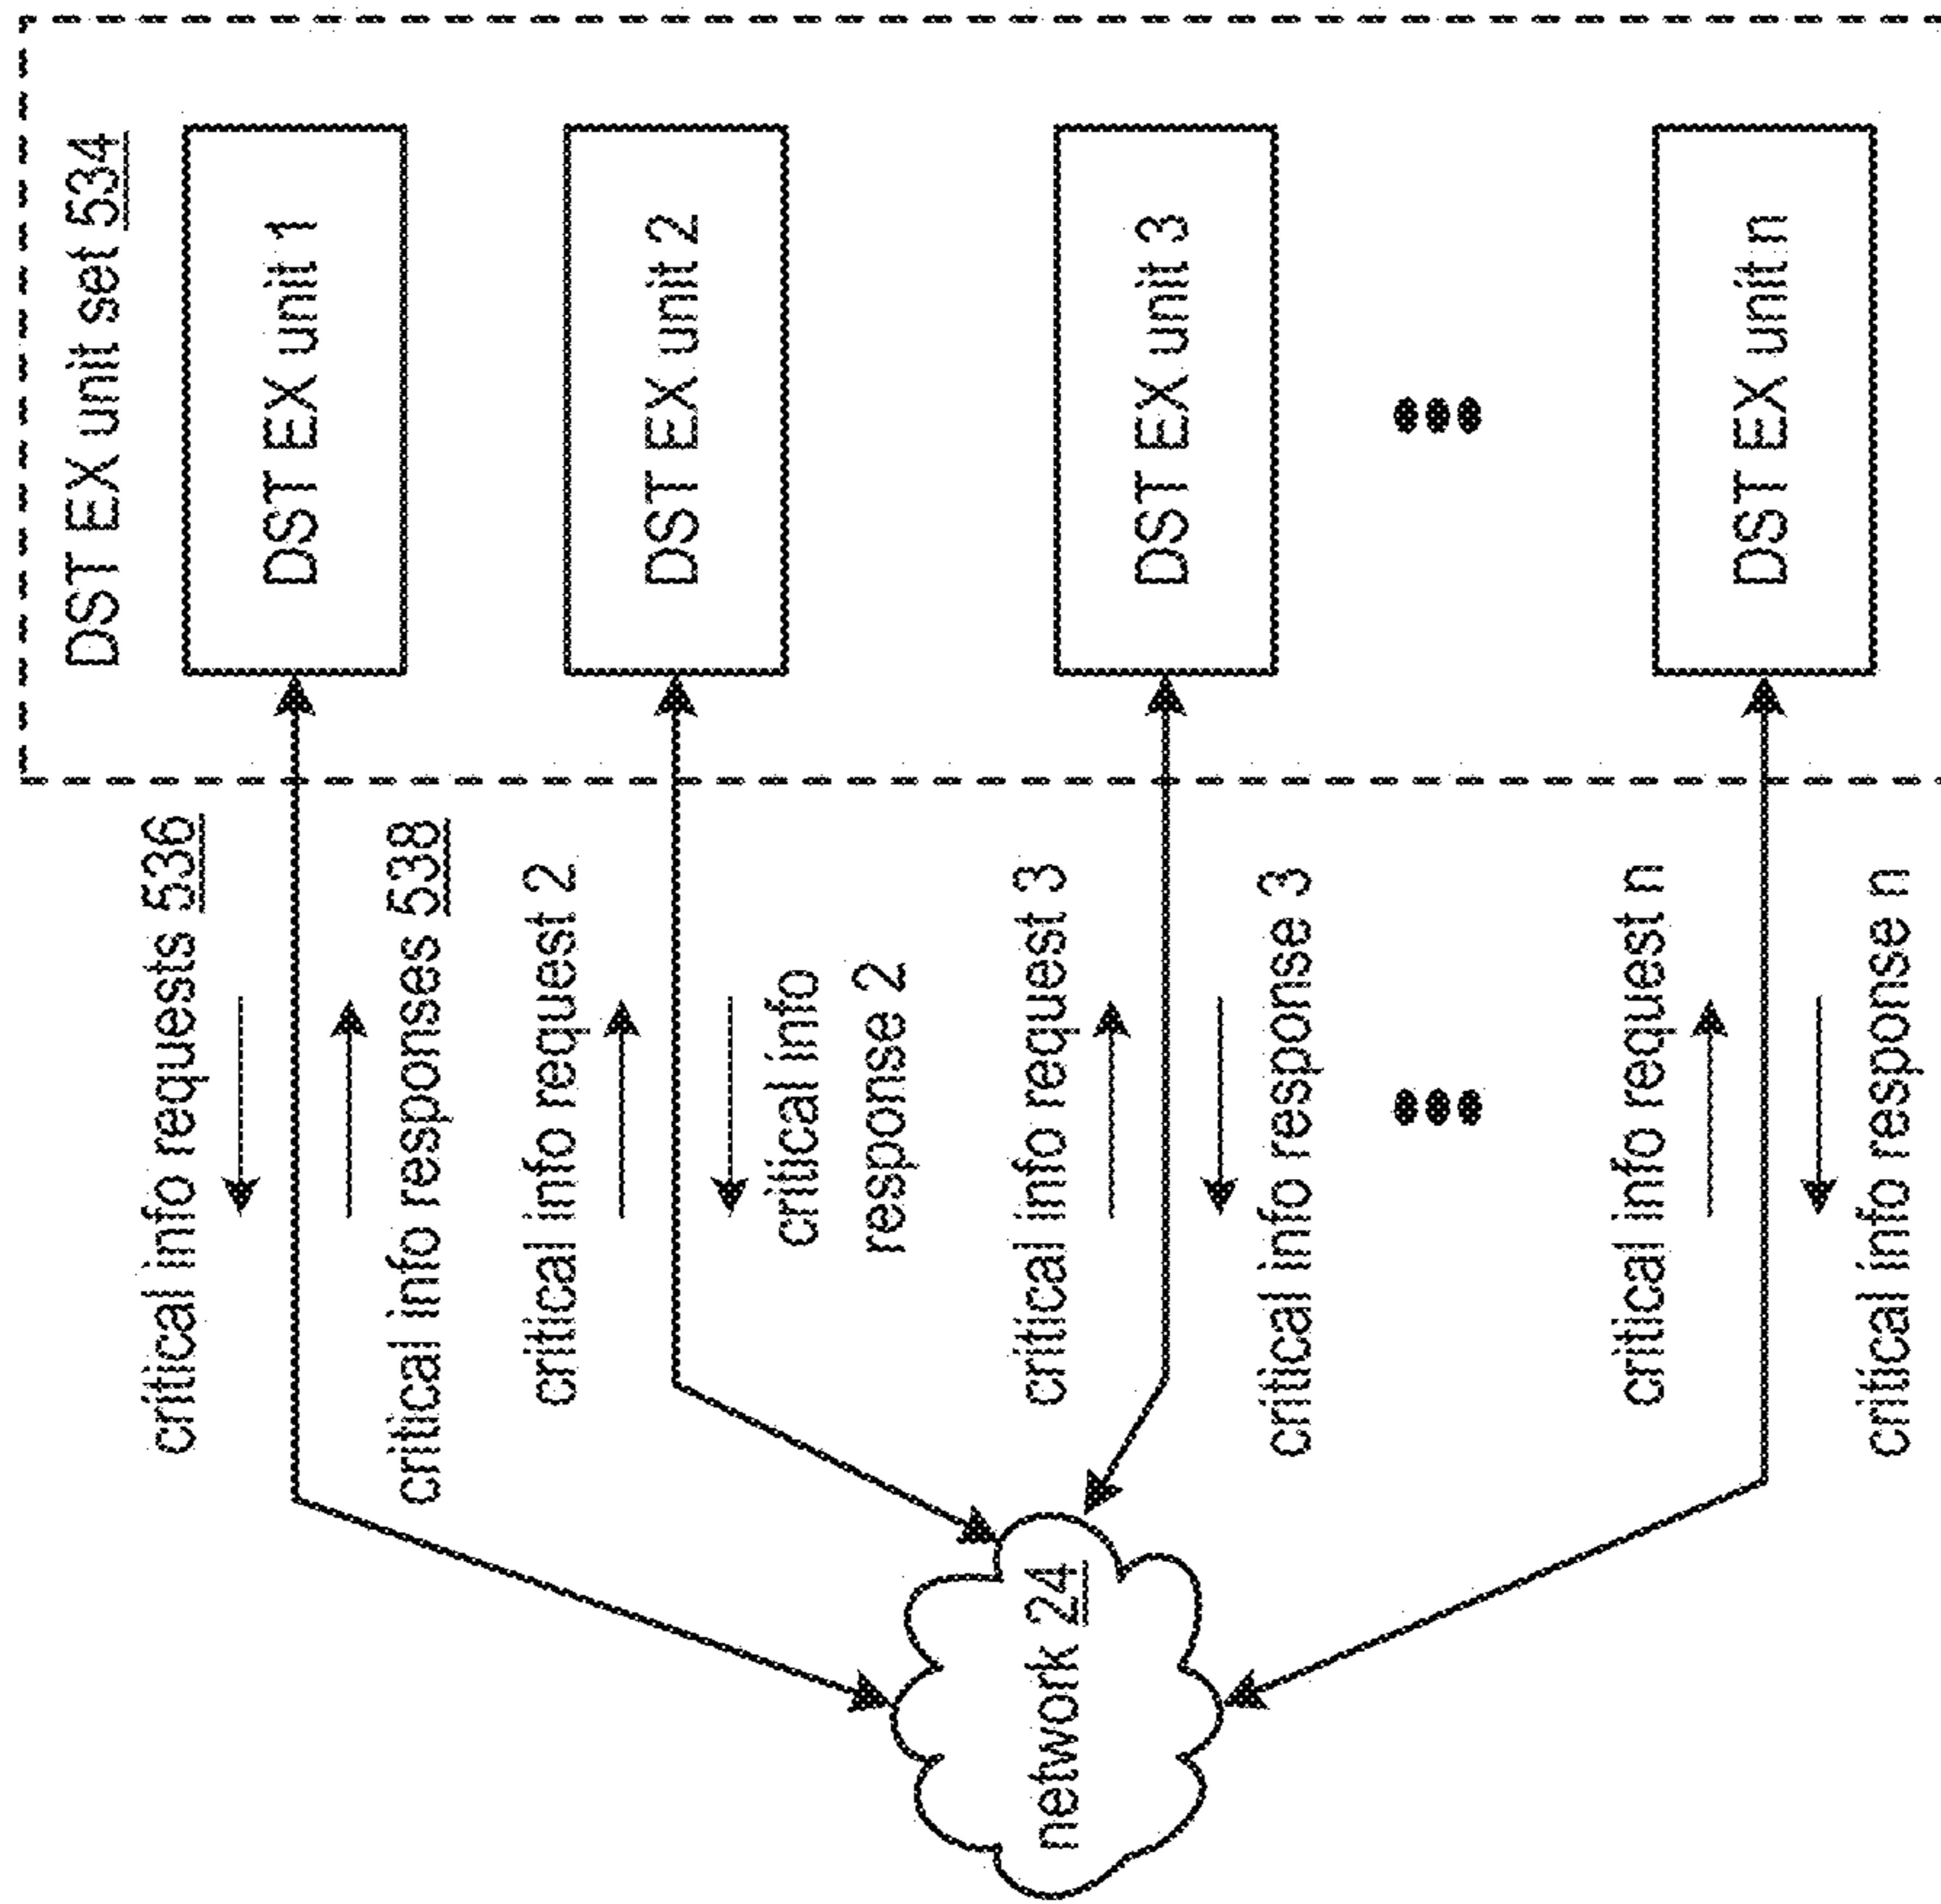 DST EX unit set 534
critical info requests 536
DST EX unit 1
critical info responses 538
critical info request 2
DST EX unit 2
critical info
response 2
critical info request 3
DST EX unit 3
critical info response 3
network 24
critical info request n
DST EX unit n
critical info response n